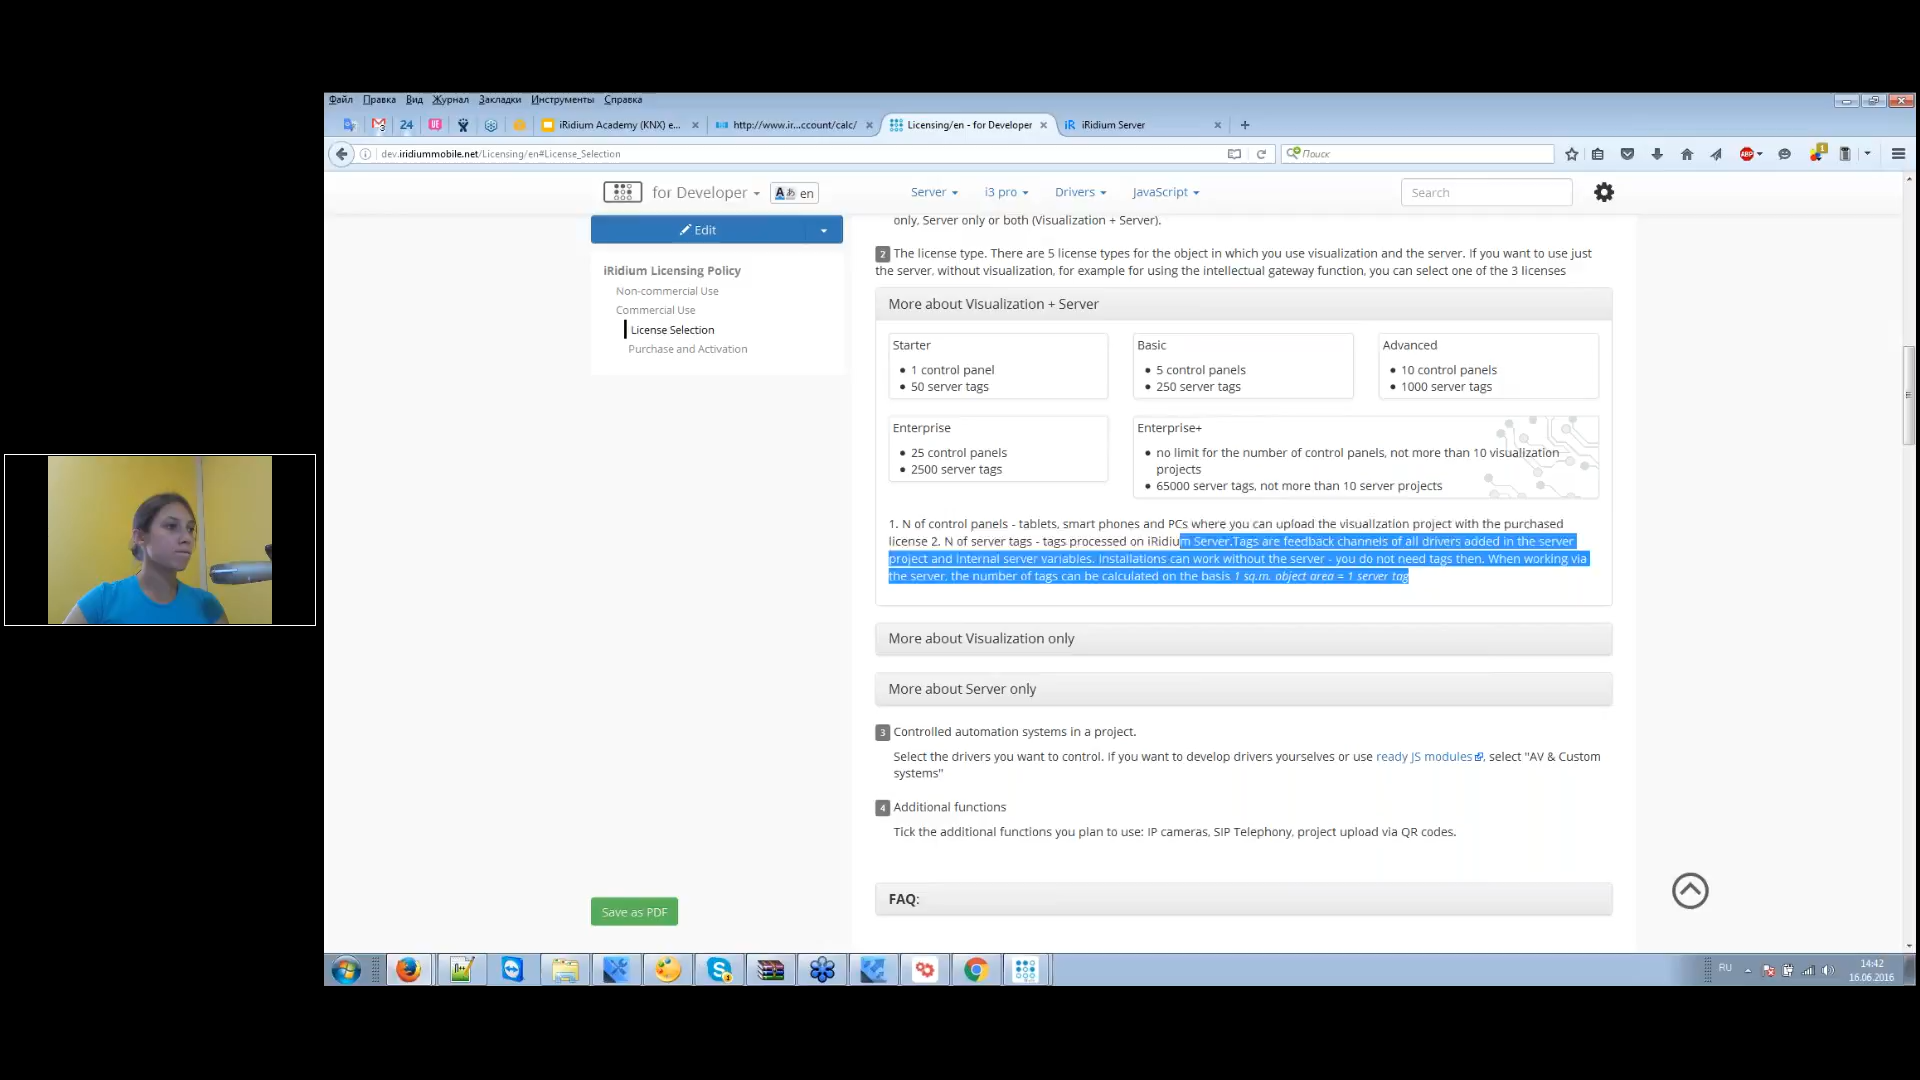 Файл Правка Вид Журнал Закладки Инструменты Справка
24 iRidium Academy (KNX) e... http://www.ir...ccount/calc/ Licensing/en - for Developer iRidium Server
dev.iridiummobile.net/Licensing/en#License_Selection Поиск
for Developer en Server i3 pro Drivers JavaScript Search
only, Server only or both (Visualization + Server).
Edit
iRidium Licensing Policy
Non-commercial Use
Commercial Use
License Selection
Purchase and Activation
2 The license type. There are 5 license types for the object in which you use visualization and the server. If you want to use just
the server, without visualization, for example for using the intellectual gateway function, you can select one of the 3 licenses
More about Visualization + Server
Starter
• 1 control panel
• 50 server tags
Basic
• 5 control panels
• 250 server tags
Advanced
• 10 control panels
• 1000 server tags
Enterprise
• 25 control panels
• 2500 server tags
Enterprise+
• no limit for the number of control panels, not more than 10 visualization
projects
• 65000 server tags, not more than 10 server projects
1. N of control panels - tablets, smart phones and PCs where you can upload the visualization project with the purchased
license 2. N of server tags - tags processed on iRidium Server.Tags are feedback channels of all drivers added in the server
project and internal server variables. Installations can work without the server - you do not need tags then. When working via
the server, the number of tags can be calculated on the basis 1 sq.m. object area = 1 server tag
More about Visualization only
More about Server only
3 Controlled automation systems in a project.
Select the drivers you want to control. if you want to develop drivers yourselves or use ready JS modules, select "AV & Custom
systems"
4 Additional functions
Tick the additional functions you plan to use: IP cameras, SIP Telephony, project upload via QR codes.
FAQ:
Save as PDF
RU
14:42
16.06.2016